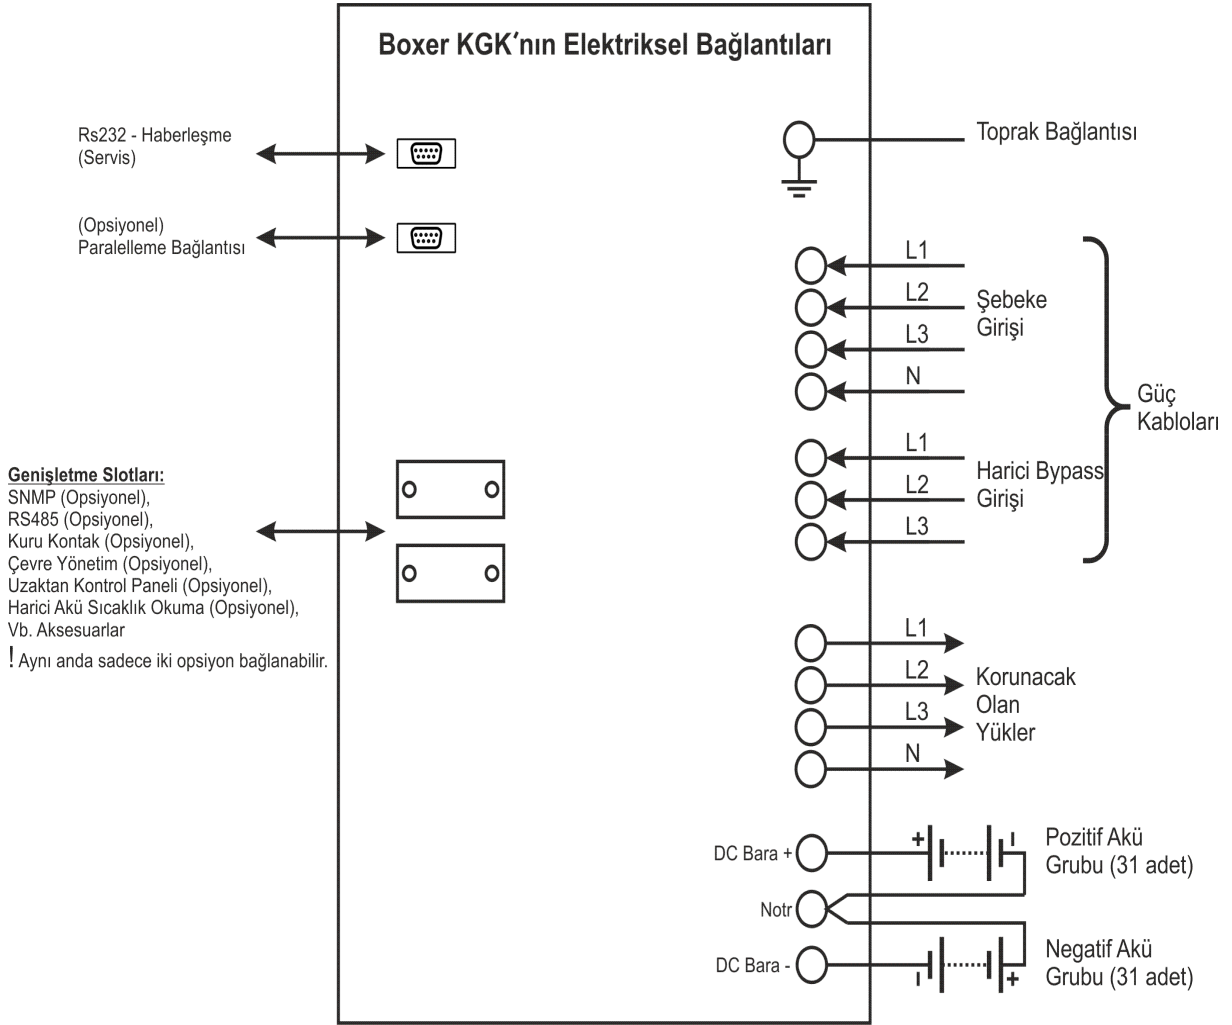 Boxer KGK'nın Elektriksel Bağlantıları
Rs232 - Haberleşme
(Servis)
(Opsiyonel)
Paralelleme Bağlantısı
Genişletme Slotları:
SNMP (Opsiyonel),
RS485 (Opsiyonel),
Kuru Kontak (Opsiyonel),
Çevre Yönetim (Opsiyonel),
Uzaktan Kontrol Paneli (Opsiyonel),
Harici Akü Sıcaklık Okuma (Opsiyonel),
Vb. Aksesuarlar
! Aynı anda sadece iki opsiyon bağlanabilir.
Toprak Bağlantısı
L1
L2
L3
N
Şebeke
Girişi
L1
L2
L3
Harici Bypass
Girişi
Güç
Kabloları
L1
L2
L3
N
Korunacak
Olan
Yükler
DC Bara +
+
-
Pozitif Akü
Grubu (31 adet)
Notr
DC Bara -
-
+
Negatif Akü
Grubu (31 adet)